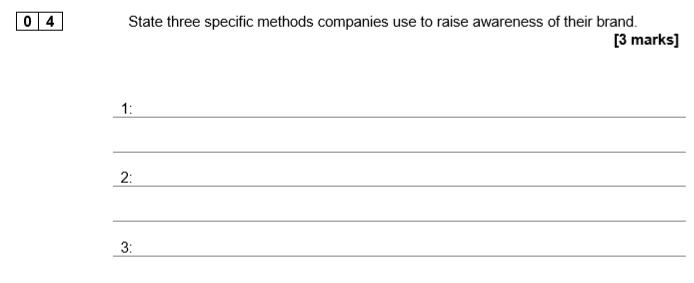 0 4 State three specific methods companies use to raise awareness of their brand.
[3 marks]
1:
2:
3: